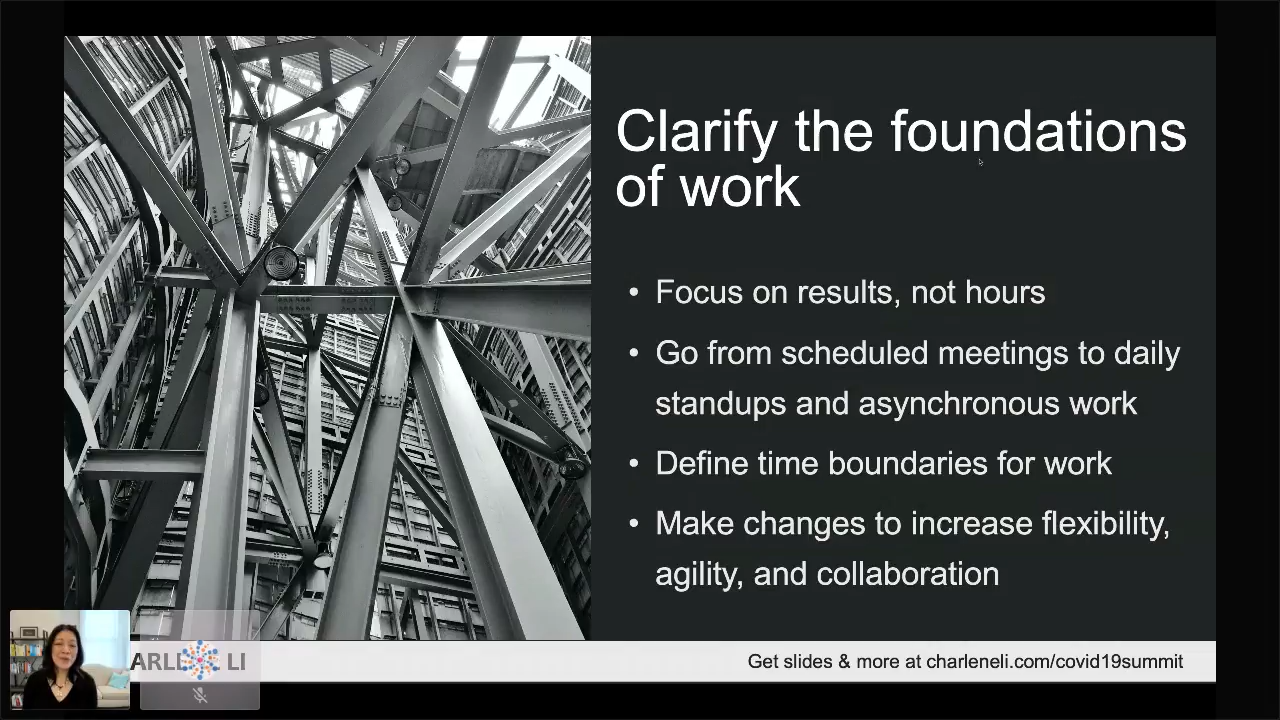 Clarify the foundations
of work
• Focus on results, not hours
• Go from scheduled meetings to daily
standups and asynchronous work
• Define time boundaries for work
• Make changes to increase flexibility,
agility, and collaboration
ARL LI
Get slides & more at charleneli.com/covid19summit